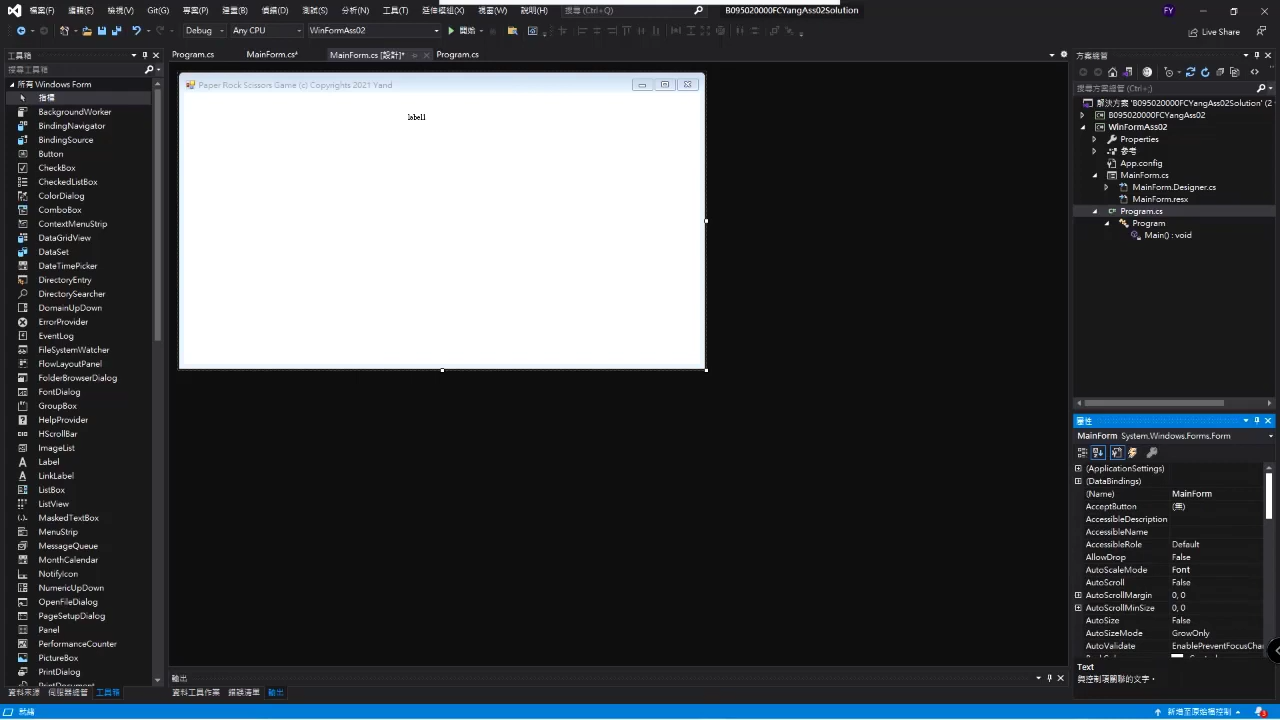 檔案(F) 編輯(E) 檢視(V) Git(G) 專案(P) 建置(B) 偵錯(D) 測試(S) 分析(N) 工具(T) 延伸模組(X) 視窗(W) 說明(H) 搜尋 (Ctrl+Q) B095020000FCYangAss02Solution FY
Debug Any CPU WinFormAss02 開始 Live Share
工具箱
搜尋工具箱
所有 Windows Form
指標
BackgroundWorker
BindingNavigator
BindingSource
Button
CheckBox
CheckedListBox
ColorDialog
ComboBox
ContextMenuStrip
DataGridView
DataSet
DateTimePicker
DirectoryEntry
DirectorySearcher
DomainUpDown
ErrorProvider
EventLog
FileSystemWatcher
FlowLayoutPanel
FolderBrowserDialog
FontDialog
GroupBox
HelpProvider
HScrollBar
ImageList
Label
LinkLabel
ListBox
ListView
MaskedTextBox
MenuStrip
MessageQueue
MonthCalendar
NotifyIcon
NumericUpDown
OpenFileDialog
PageSetupDialog
Panel
PerformanceCounter
PictureBox
PrintDialog
資料來源 伺服器總管 工具箱
Program.cs MainForm.cs* MainForm.cs [設計]* Program.cs
Paper Rock Scissors Game (c) Copyrights 2021 Yand
label1
輸出
資料工具作業 錯誤清單 輸出
方案總管
搜尋方案總管 (Ctrl+;)
解決方案 'B095020000FCYangAss02Solution' (2
B095020000FCYangAss02
WinFormAss02
Properties
參考
App.config
MainForm.cs
MainForm.Designer.cs
MainForm.resx
Program.cs
Program
Main() : void
屬性
MainForm System.Windows.Forms.Form
(ApplicationSettings)
(DataBindings)
(Name) MainForm
AcceptButton (無)
AccessibleDescription
AccessibleName
AccessibleRole Default
AllowDrop False
AutoScaleMode Font
AutoScroll False
AutoScrollMargin 0, 0
AutoScrollMinSize 0, 0
AutoSize False
AutoSizeMode GrowOnly
AutoValidate EnablePreventFocusChan
Text
與控制項關聯的文字。
就緒 新增至原始檔控制 3